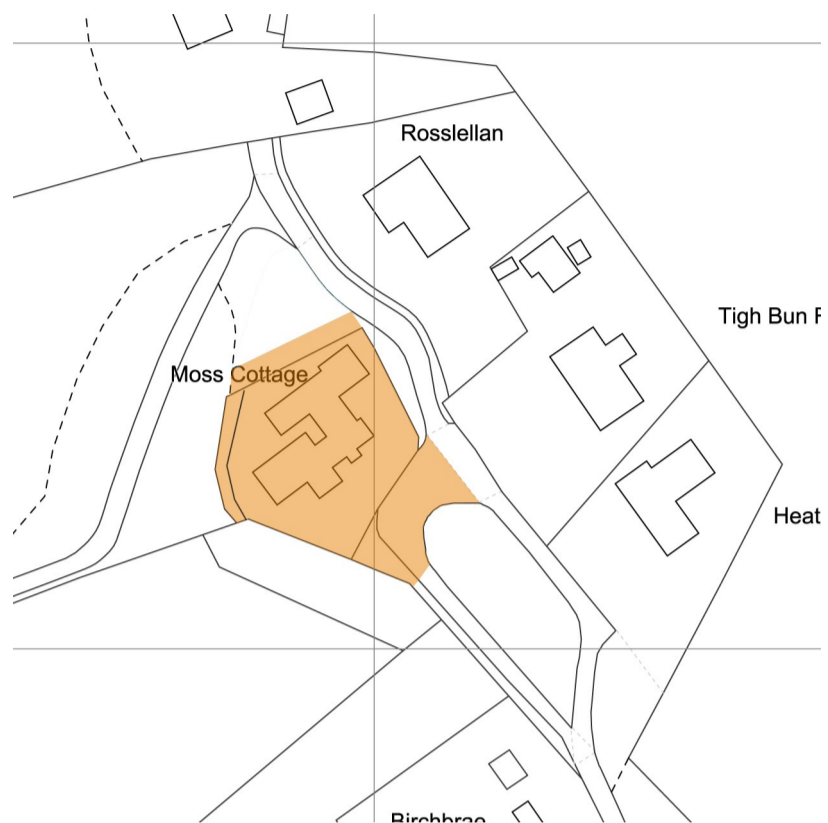 Rosslellan
Tigh Bun
Moss Cottage
Heat
Birchbrae